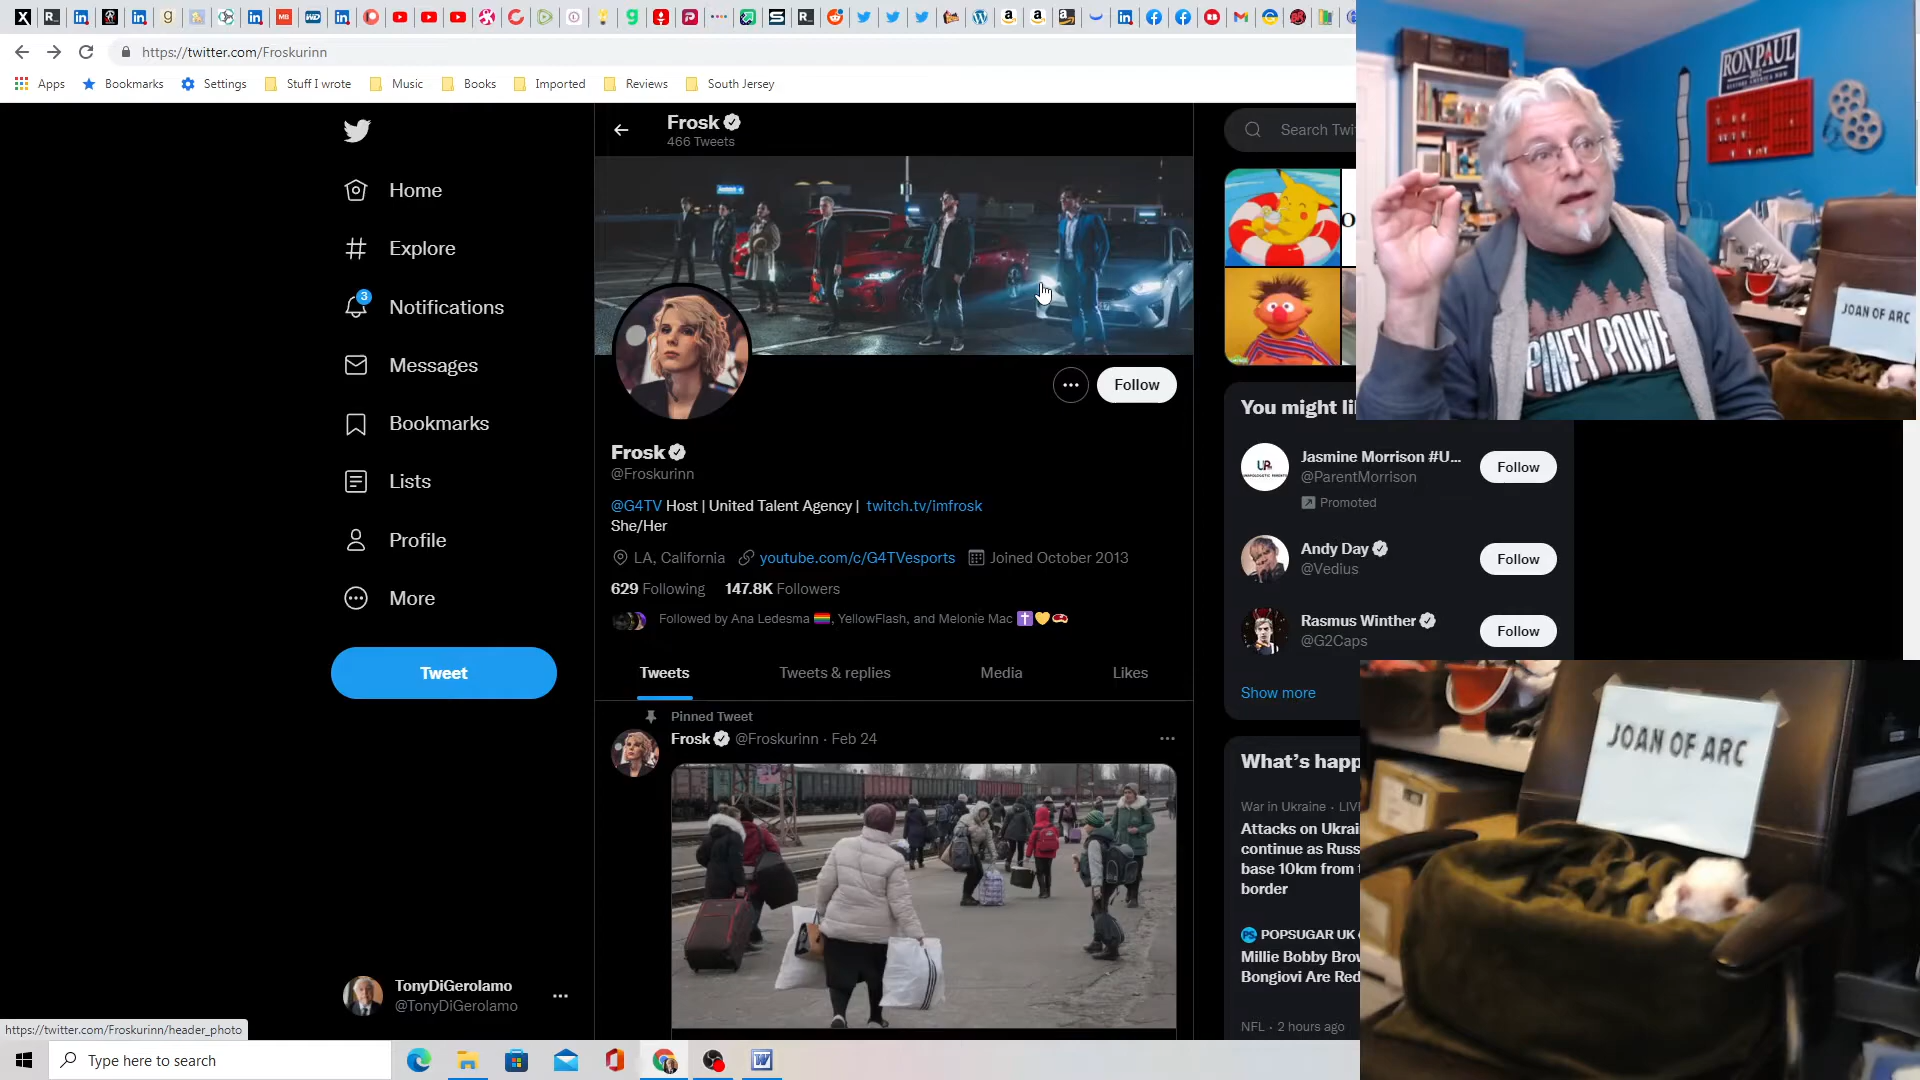 https://twitter.com/Froskurinn
Apps
Bookmarks
Settings
Stuff I wrote
Music
Books
Imported
Reviews
South Jersey
Frosk
466 Tweets
Search Twi
Home
Explore
3
Notifications
Messages
Bookmarks
Lists
Profile
More
Tweet
Follow
Frosk
@Froskurinn
@G4TV Host | United Talent Agency | twitch.tv/imfrosk
She/Her
LA, California youtube.com/c/G4TVesports Joined October 2013
629 Following 147.8K Followers
Followed by Ana Ledesma 🏳️‍🌈, YellowFlash, and Melonie Mac ✝️💛🥩
Tweets
Tweets & replies
Media
Likes
Pinned Tweet
Frosk @Froskurinn · Feb 24
You might li
Jasmine Morrison #U...
@ParentMorrison
Promoted
Follow
Andy Day
@Vedius
Follow
Rasmus Winther
@G2Caps
Follow
Show more
What's happ
War in Ukraine · LIV
Attacks on Ukrai
continue as Russ
base 10km from
border
POPSUGAR UK
Millie Bobby Brow
Bongiovi Are Red
NFL · 2 hours ago
TonyDiGerolamo
@TonyDiGerolamo
https://twitter.com/Froskurinn/header_photo
Type here to search
RON PAUL
PINEY POWER
JOAN OF ARC
JOAN OF ARC